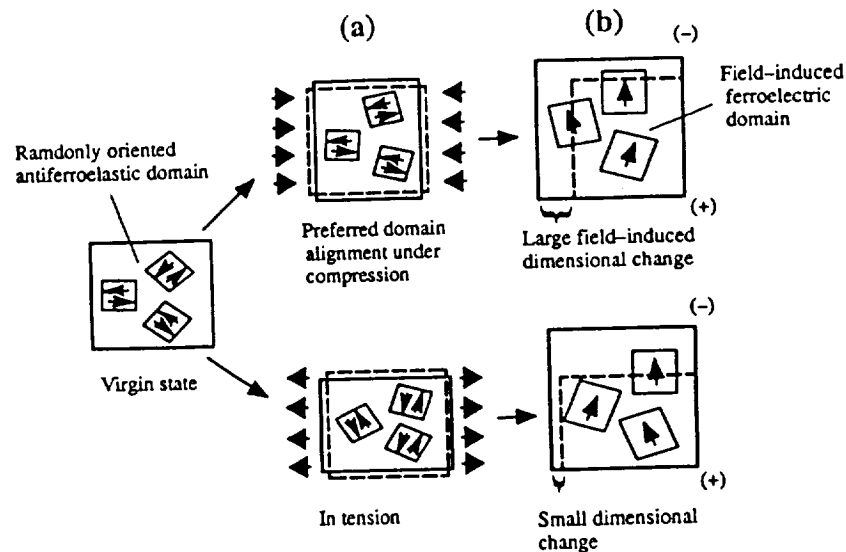 (a)
(b)
(−)
Field–induced
ferroelectric
domain
Ramdonly oriented
antiferroelastic domain
(+)
Preferred domain
alignment under
compression
Large field–induced
dimensional change
(−)
Virgin state
(+)
In tension
Small dimensional
change